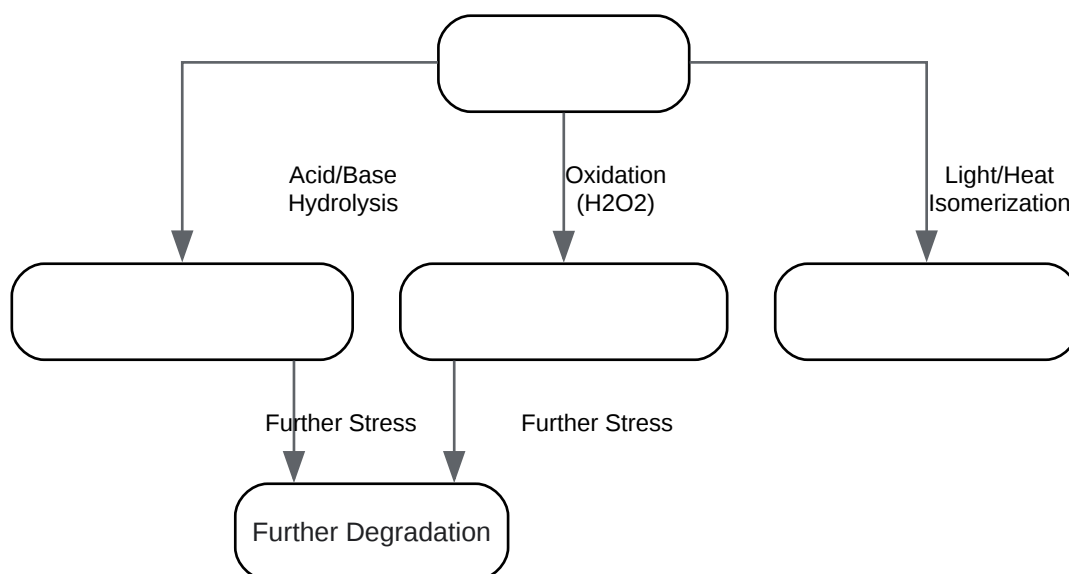 Acid/Base
Hydrolysis
Oxidation
(H2O2)
Light/Heat
Isomerization
Further Stress
Further Stress
Further Degradation